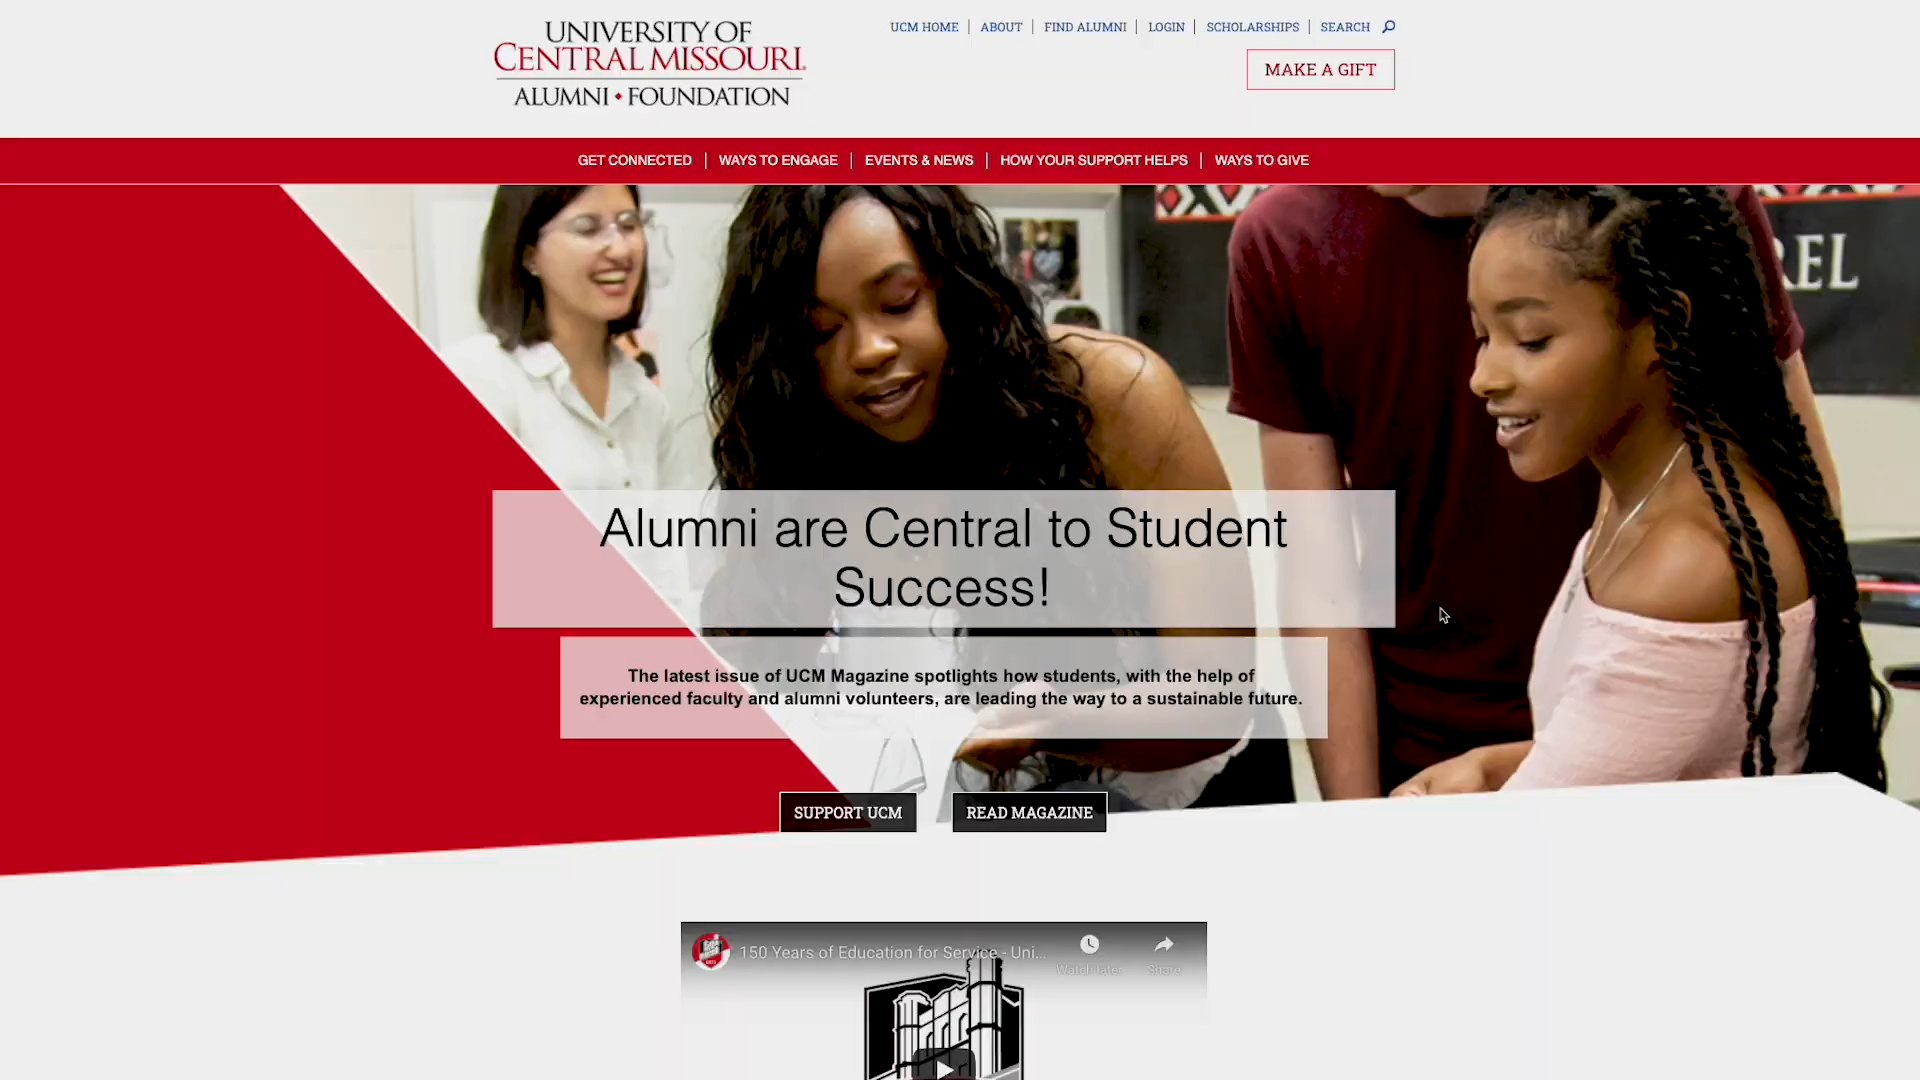 UNIVERSITY OF
CENTRAL MISSOURI.
ALUMNI • FOUNDATION
UCM HOME
ABOUT
FIND ALUMNI
LOGIN
SCHOLARSHIPS
SEARCH
MAKE A GIFT
GET CONNECTED
WAYS TO ENGAGE
EVENTS & NEWS
HOW YOUR SUPPORT HELPS
WAYS TO GIVE
REL
Alumni are Central to Student
Success!
The latest issue of UCM Magazine spotlights how students, with the help of
experienced faculty and alumni volunteers, are leading the way to a sustainable future.
SUPPORT UCM
READ MAGAZINE
150 Years of Education for Service - Uni...
Watch later
Share